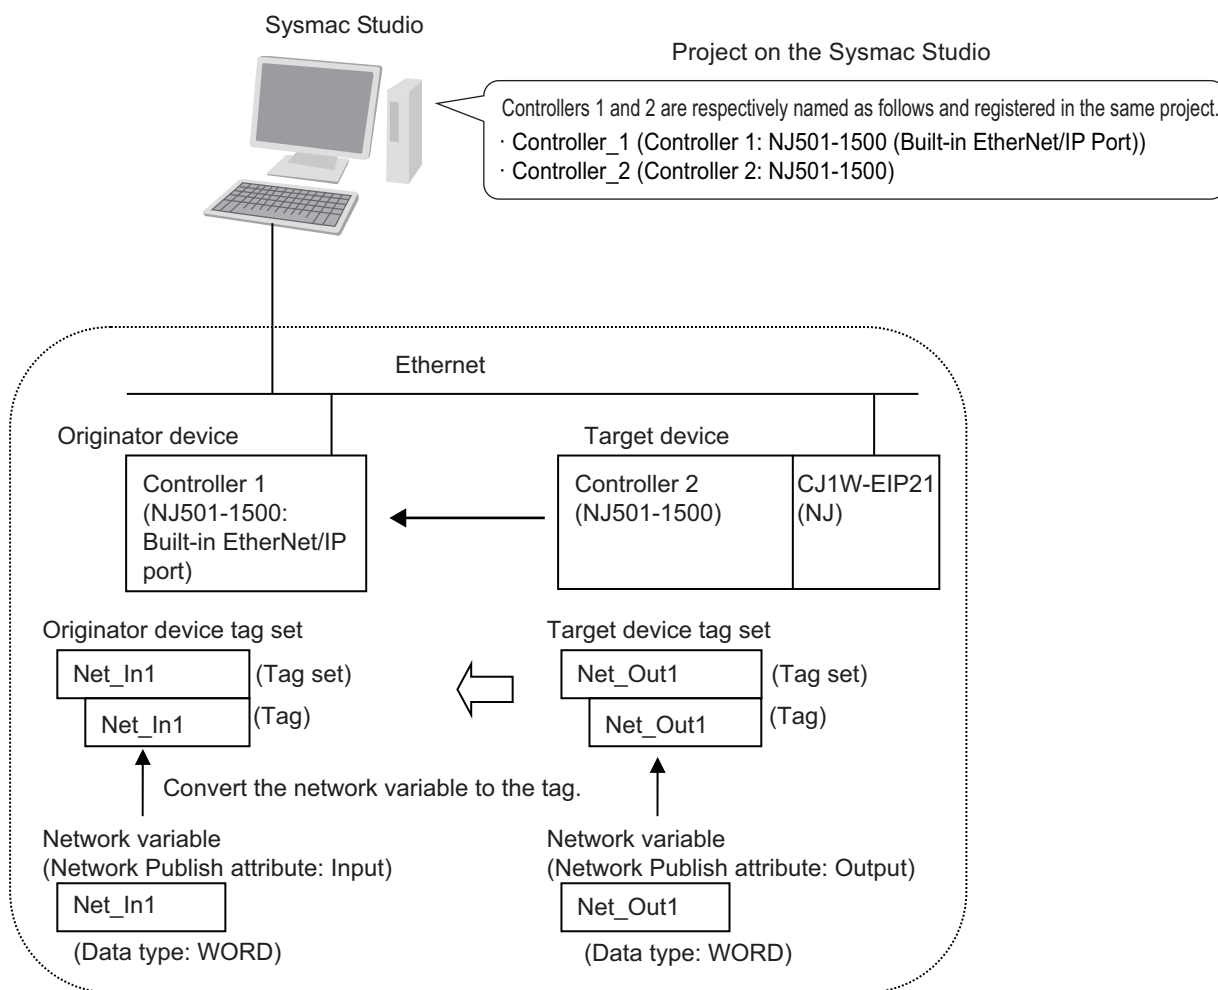 Sysmac Studio
Project on the Sysmac Studio
Controllers 1 and 2 are respectively named as follows and registered in the same project.
· Controller_1 (Controller 1: NJ501-1500 (Built-in EtherNet/IP Port))
· Controller_2 (Controller 2: NJ501-1500)
Ethernet
Originator device
Target device
Controller 1
(NJ501-1500:
Built-in EtherNet/IP
port)
Controller 2
(NJ501-1500)
CJ1W-EIP21
(NJ)
Originator device tag set
Net_In1
(Tag set)
Net_In1
(Tag)
Target device tag set
Net_Out1
(Tag set)
Net_Out1
(Tag)
Convert the network variable to the tag.
Network variable
(Network Publish attribute: Input)
Net_In1
(Data type: WORD)
Network variable
(Network Publish attribute: Output)
Net_Out1
(Data type: WORD)